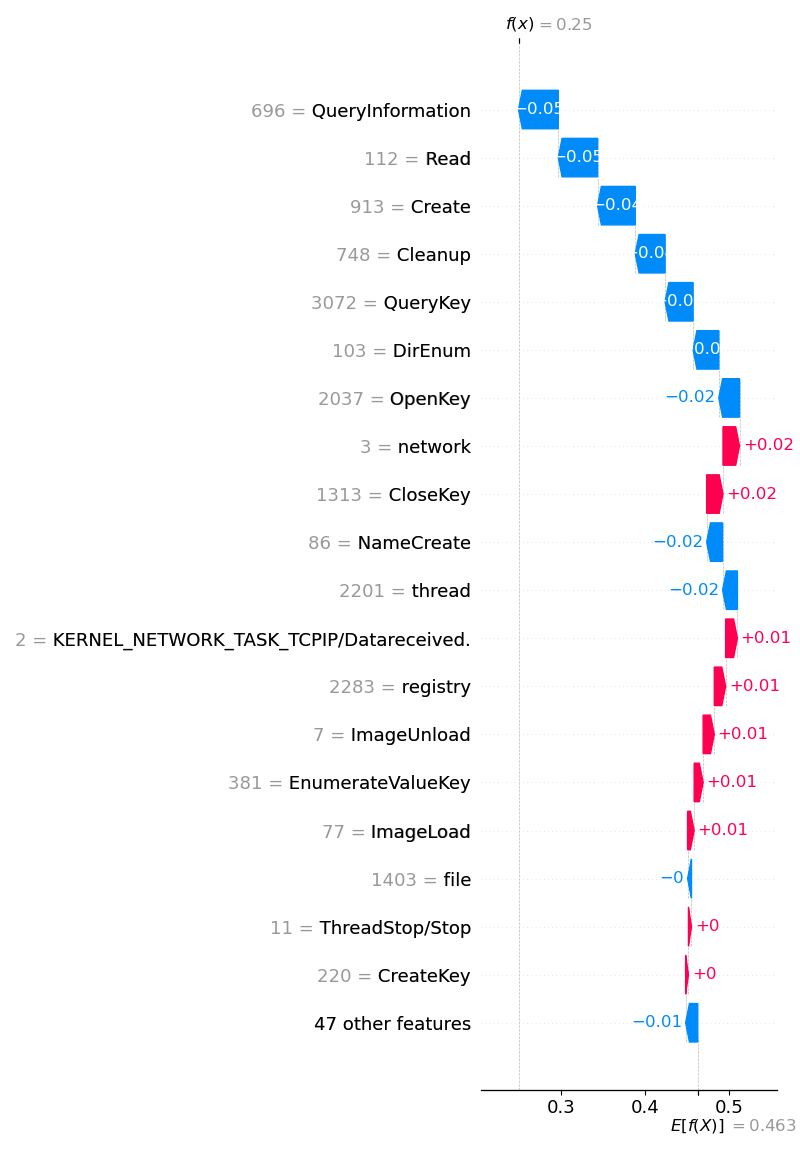 f(x) = 0.25
696 = QueryInformation −0.05
112 = Read −0.05
913 = Create −0.04
748 = Cleanup
3072 = QueryKey
103 = DirEnum
2037 = OpenKey −0.02
3 = network +0.02
1313 = CloseKey +0.02
86 = NameCreate −0.02
2201 = thread −0.02
2 = KERNEL_NETWORK_TASK_TCPIP/Datareceived. +0.01
2283 = registry +0.01
7 = ImageUnload +0.01
381 = EnumerateValueKey +0.01
77 = ImageLoad +0.01
1403 = file −0
11 = ThreadStop/Stop +0
220 = CreateKey +0
47 other features −0.01
0.3 0.4 0.5
E[f(X)] = 0.463